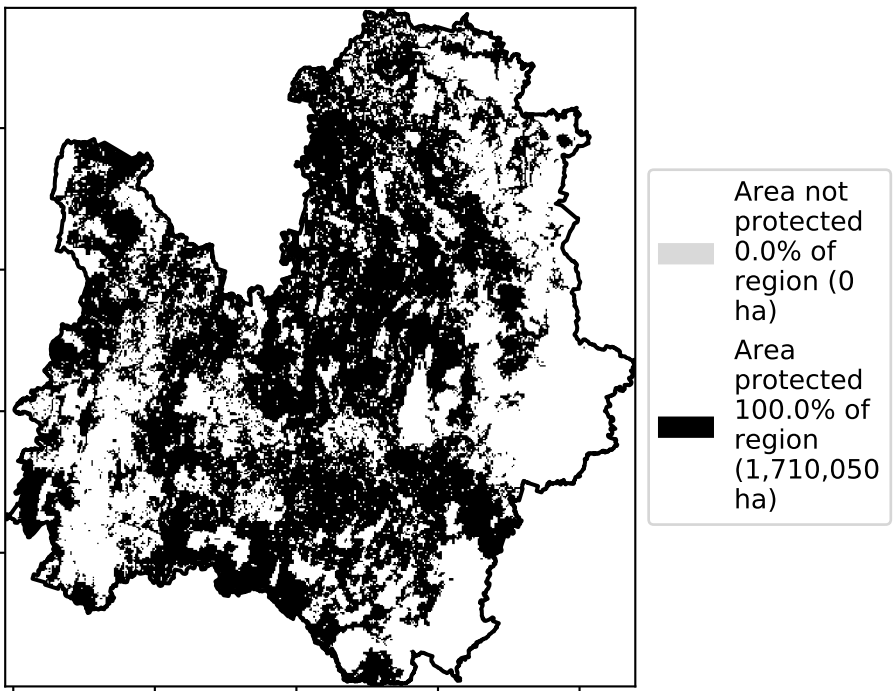 Area not
protected
0.0% of
region (0
ha)
Area
protected
100.0% of
region
(1,710,050
ha)